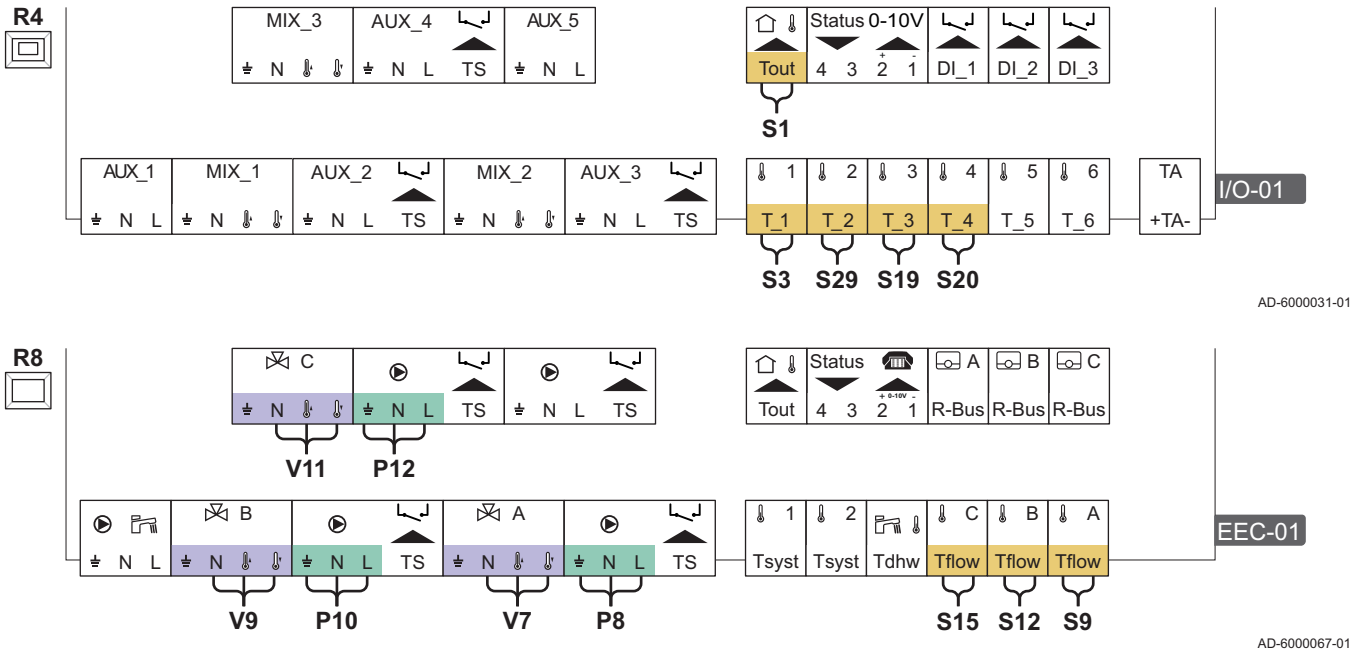 R4
MIX_3 AUX_4 AUX_5 Status 0-10V
+ -
N N L TS N L Tout 4 3 2 1 DI_1 DI_2 DI_3
S1
AUX_1 MIX_1 AUX_2 MIX_2 AUX_3 1 2 3 4 5 6 TA
I/O-01
N L N N L TS N N L TS T_1 T_2 T_3 T_4 T_5 T_6 +TA-
S3 S29 S19 S20
AD-6000031-01
R8
C Status A B C
+ 0-10V -
N N L TS N L TS Tout 4 3 2 1 R-Bus R-Bus R-Bus
V11 P12
B A 1 2 C B A
EEC-01
N L N N L TS N N L TS Tsyst Tsyst Tdhw Tflow Tflow Tflow
V9 P10 V7 P8 S15 S12 S9
AD-6000067-01